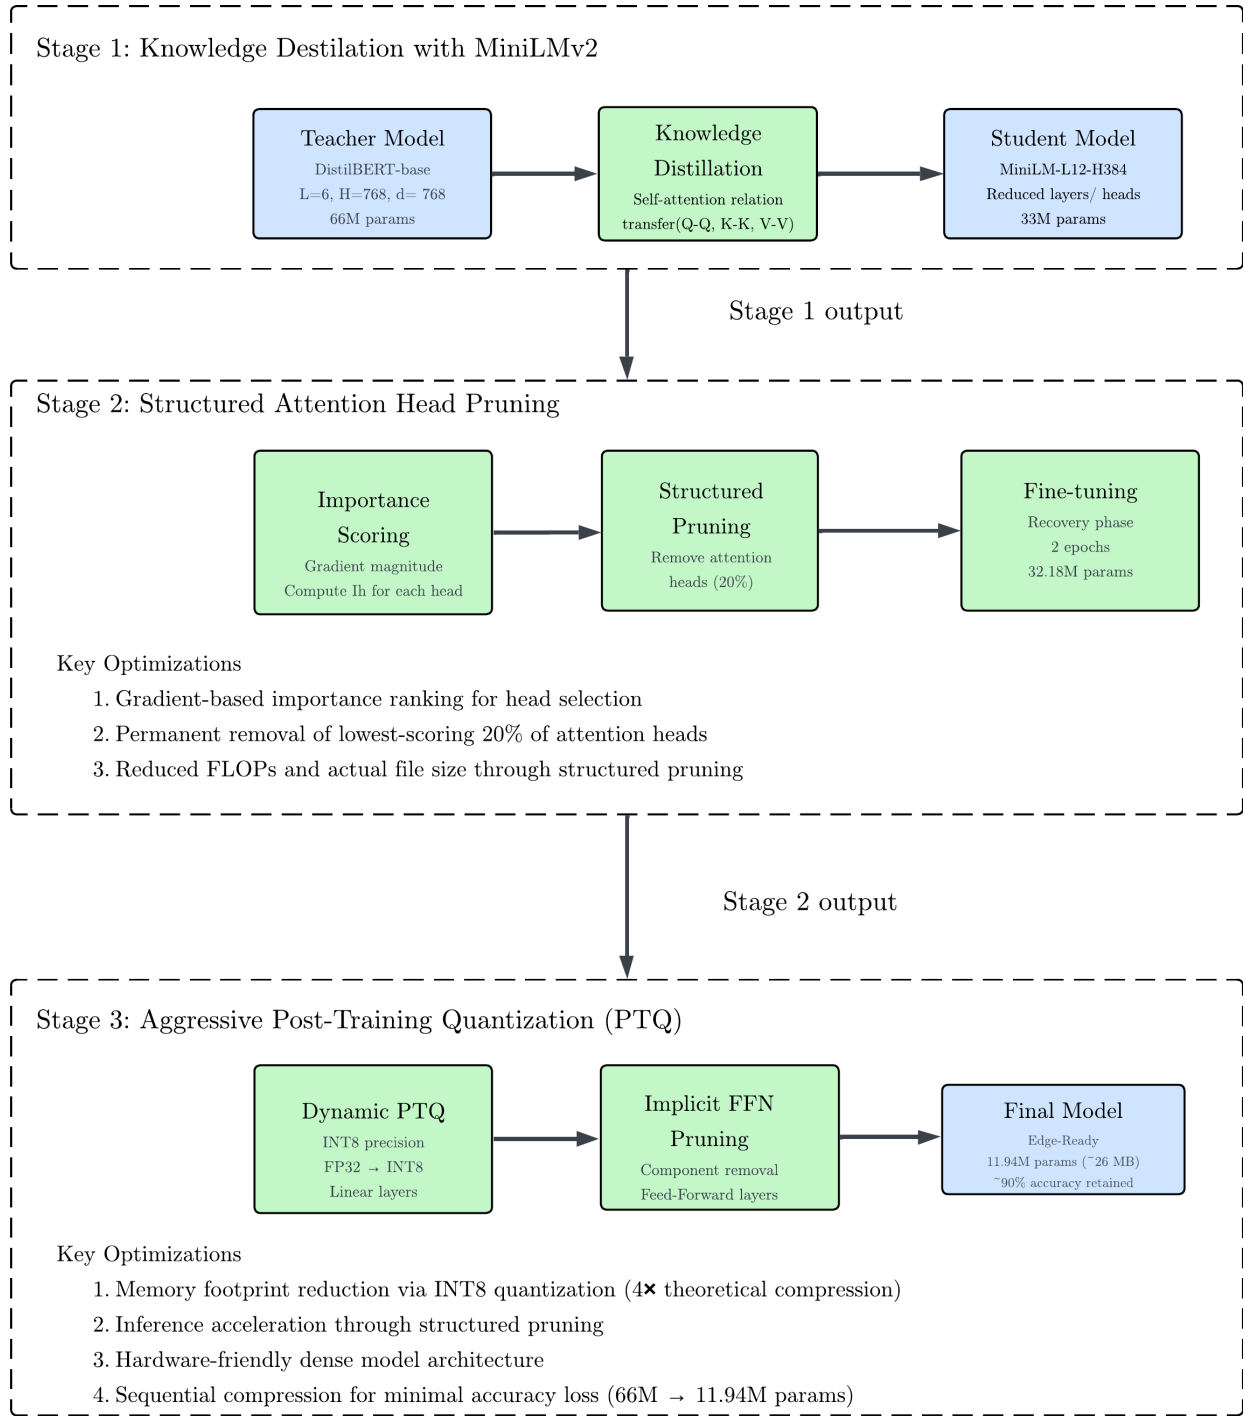 Stage 1: Knowledge Destilation with MiniLMv2
Teacher Model
DistilBERT-base
L=6, H=768, d= 768
66M params
Knowledge
Distillation
Self-attention relation
transfer(Q-Q, K-K, V-V)
Student Model
MiniLM-L12-H384
Reduced layers/ heads
33M params
Stage 1 output
Stage 2: Structured Attention Head Pruning
Importance
Scoring
Gradient magnitude
Compute Ih for each head
Structured
Pruning
Remove attention
heads (20%)
Fine-tuning
Recovery phase
2 epochs
32.18M params
Key Optimizations
1. Gradient-based importance ranking for head selection
2. Permanent removal of lowest-scoring 20% of attention heads
3. Reduced FLOPs and actual file size through structured pruning
Stage 2 output
Stage 3: Aggressive Post-Training Quantization (PTQ)
Dynamic PTQ
INT8 precision
FP32 → INT8
Linear layers
Implicit FFN
Pruning
Component removal
Feed-Forward layers
Final Model
Edge-Ready
11.94M params (~26 MB)
~90% accuracy retained
Key Optimizations
1. Memory footprint reduction via INT8 quantization (4× theoretical compression)
2. Inference acceleration through structured pruning
3. Hardware-friendly dense model architecture
4. Sequential compression for minimal accuracy loss (66M → 11.94M params)